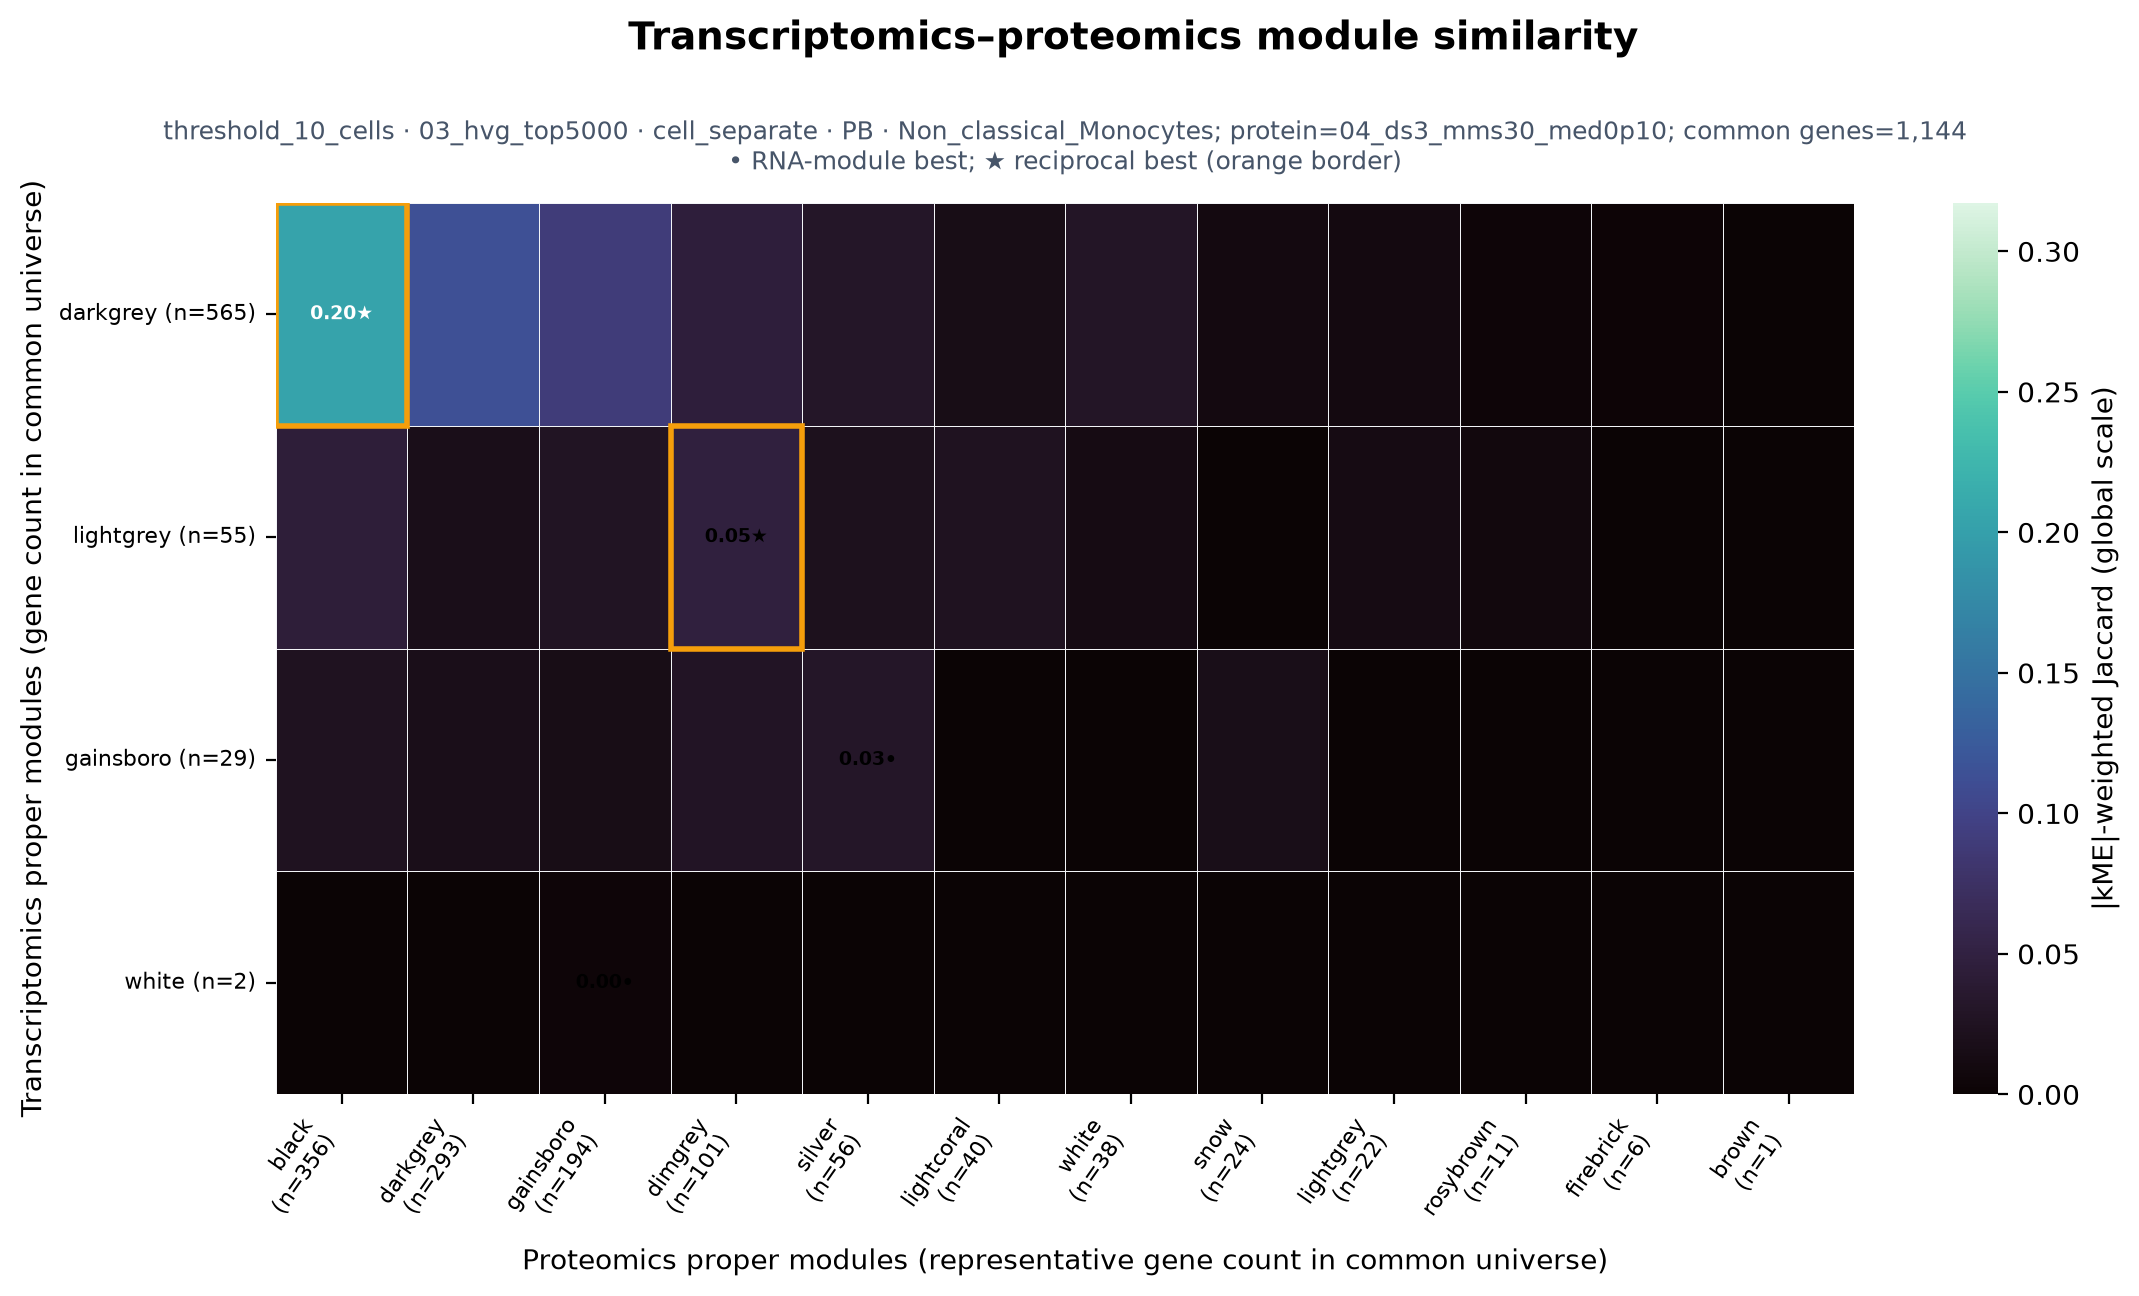 Transcriptomics–proteomics module similarity
threshold_10_cells · 03_hvg_top5000 · cell_separate · PB · Non_classical_Monocytes; protein=04_ds3_mms30_med0p10; common genes=1,144
• RNA-module best; ★ reciprocal best (orange border)
Transcriptomics proper modules (gene count in common universe)
darkgrey (n=565)
lightgrey (n=55)
gainsboro (n=29)
white (n=2)
0.20★
0.05★
0.03•
0.00•
black
(n=356)
darkgrey
(n=293)
gainsboro
(n=194)
dimgrey
(n=101)
silver
(n=56)
lightcoral
(n=40)
white
(n=38)
snow
(n=24)
lightgrey
(n=22)
rosybrown
(n=11)
firebrick
(n=6)
brown
(n=1)
Proteomics proper modules (representative gene count in common universe)
0.30
0.25
0.20
0.15
0.10
0.05
0.00
|kME|-weighted Jaccard (global scale)